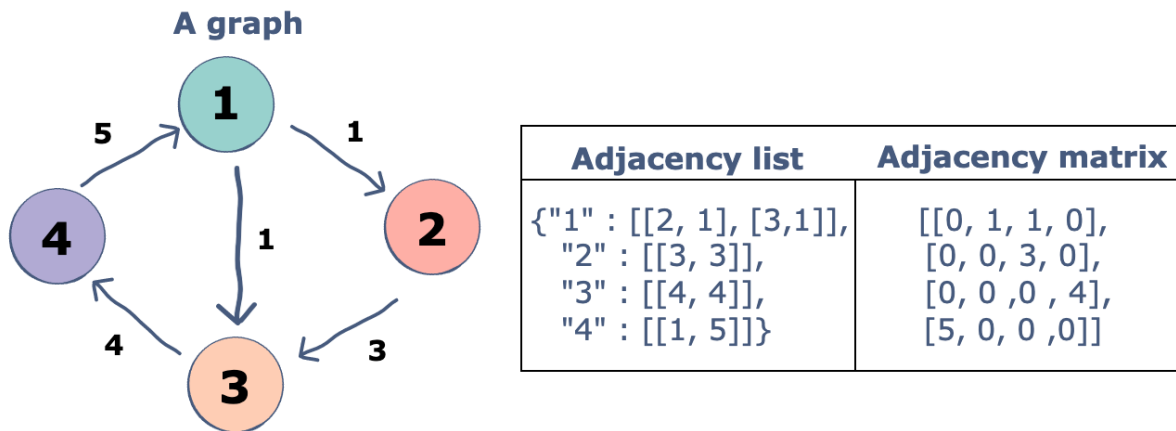 A graph
1
5
1
4
2
1
4
3
3
Adjacency list
Adjacency matrix
{"1" : [[2, 1], [3,1]],
"2" : [[3, 3]],
"3" : [[4, 4]],
"4" : [[1, 5]]}
[[0, 1, 1, 0],
[0, 0, 3, 0],
[0, 0 ,0 , 4],
[5, 0, 0 ,0]]